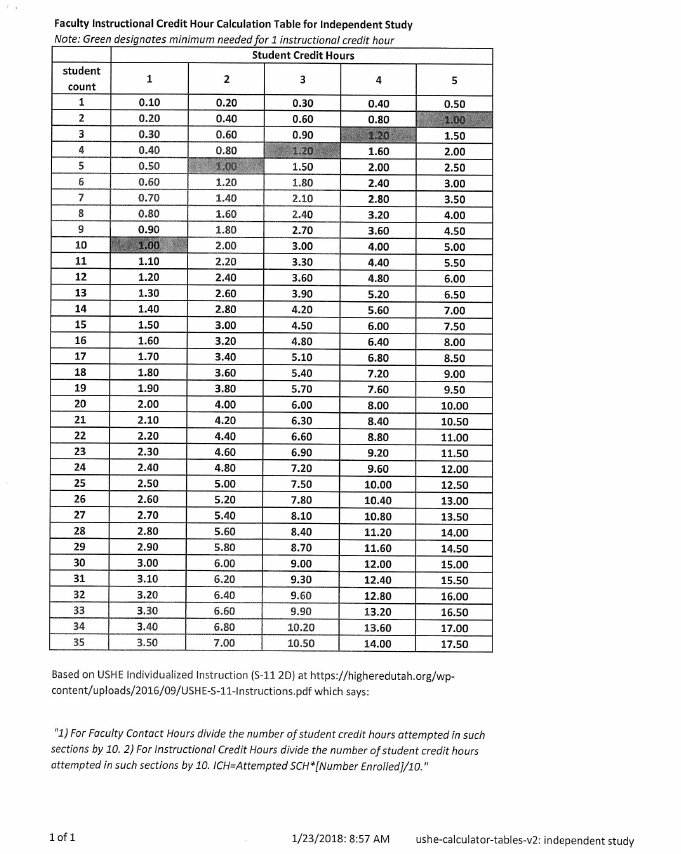 Faculty Instructional Credit Hour Calculation Table for Independent Study
Note: Green designates minimum needed for 1 instructional credit hour
Student Credit Hours
student count 1 2 3 4 5
1 0.10 0.20 0.30 0.40 0.50
2 0.20 0.40 0.60 0.80 1.00
3 0.30 0.60 0.90 1.20 1.50
4 0.40 0.80 1.20 1.60 2.00
5 0.50 1.00 1.50 2.00 2.50
6 0.60 1.20 1.80 2.40 3.00
7 0.70 1.40 2.10 2.80 3.50
8 0.80 1.60 2.40 3.20 4.00
9 0.90 1.80 2.70 3.60 4.50
10 1.00 2.00 3.00 4.00 5.00
11 1.10 2.20 3.30 4.40 5.50
12 1.20 2.40 3.60 4.80 6.00
13 1.30 2.60 3.90 5.20 6.50
14 1.40 2.80 4.20 5.60 7.00
15 1.50 3.00 4.50 6.00 7.50
16 1.60 3.20 4.80 6.40 8.00
17 1.70 3.40 5.10 6.80 8.50
18 1.80 3.60 5.40 7.20 9.00
19 1.90 3.80 5.70 7.60 9.50
20 2.00 4.00 6.00 8.00 10.00
21 2.10 4.20 6.30 8.40 10.50
22 2.20 4.40 6.60 8.80 11.00
23 2.30 4.60 6.90 9.20 11.50
24 2.40 4.80 7.20 9.60 12.00
25 2.50 5.00 7.50 10.00 12.50
26 2.60 5.20 7.80 10.40 13.00
27 2.70 5.40 8.10 10.80 13.50
28 2.80 5.60 8.40 11.20 14.00
29 2.90 5.80 8.70 11.60 14.50
30 3.00 6.00 9.00 12.00 15.00
31 3.10 6.20 9.30 12.40 15.50
32 3.20 6.40 9.60 12.80 16.00
33 3.30 6.60 9.90 13.20 16.50
34 3.40 6.80 10.20 13.60 17.00
35 3.50 7.00 10.50 14.00 17.50
Based on USHE Individualized Instruction (S-11 2D) at https://higheredutah.org/wp-
content/uploads/2016/09/USHE-S-11-Instructions.pdf which says:
"1) For Faculty Contact Hours divide the number of student credit hours attempted in such
sections by 10. 2) For Instructional Credit Hours divide the number of student credit hours
attempted in such sections by 10. ICH=Attempted SCH*[Number Enrolled]/10."
1 of 1 1/23/2018: 8:57 AM ushe-calculator-tables-v2: independent study